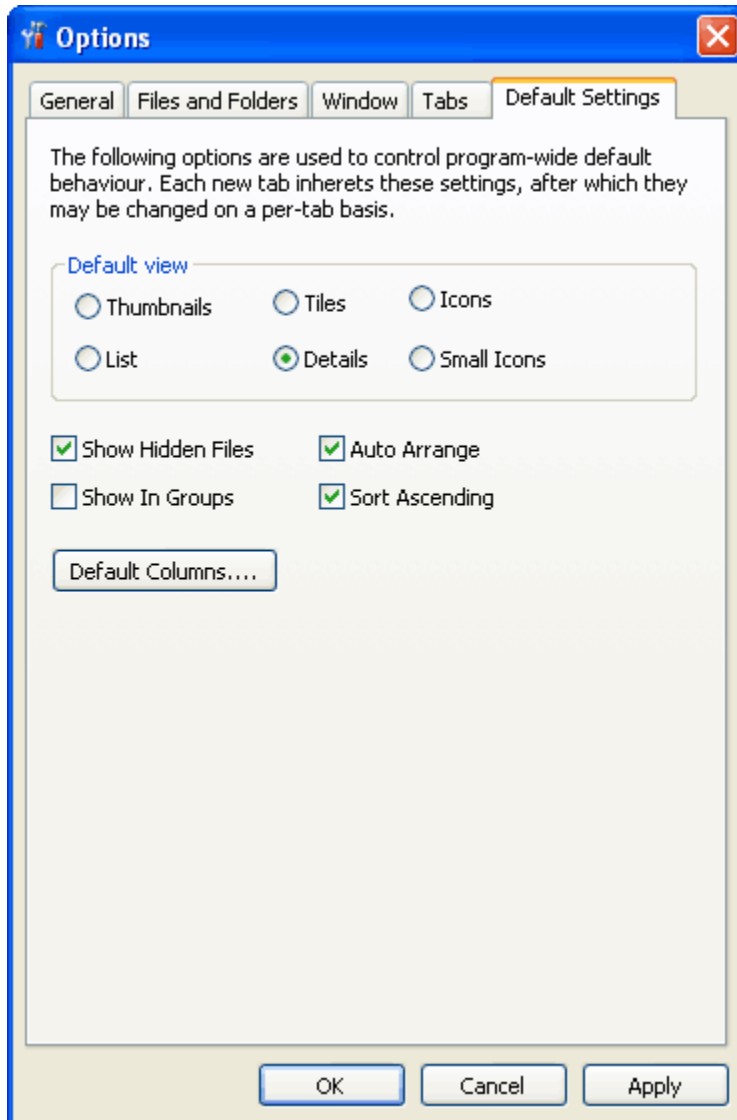 Options
General Files and Folders Window Tabs Default Settings
The following options are used to control program-wide default
behaviour. Each new tab inherets these settings, after which they
may be changed on a per-tab basis.
Default view
Thumbnails Tiles Icons
List Details Small Icons
Show Hidden Files Auto Arrange
Show In Groups Sort Ascending
Default Columns....
OK Cancel Apply